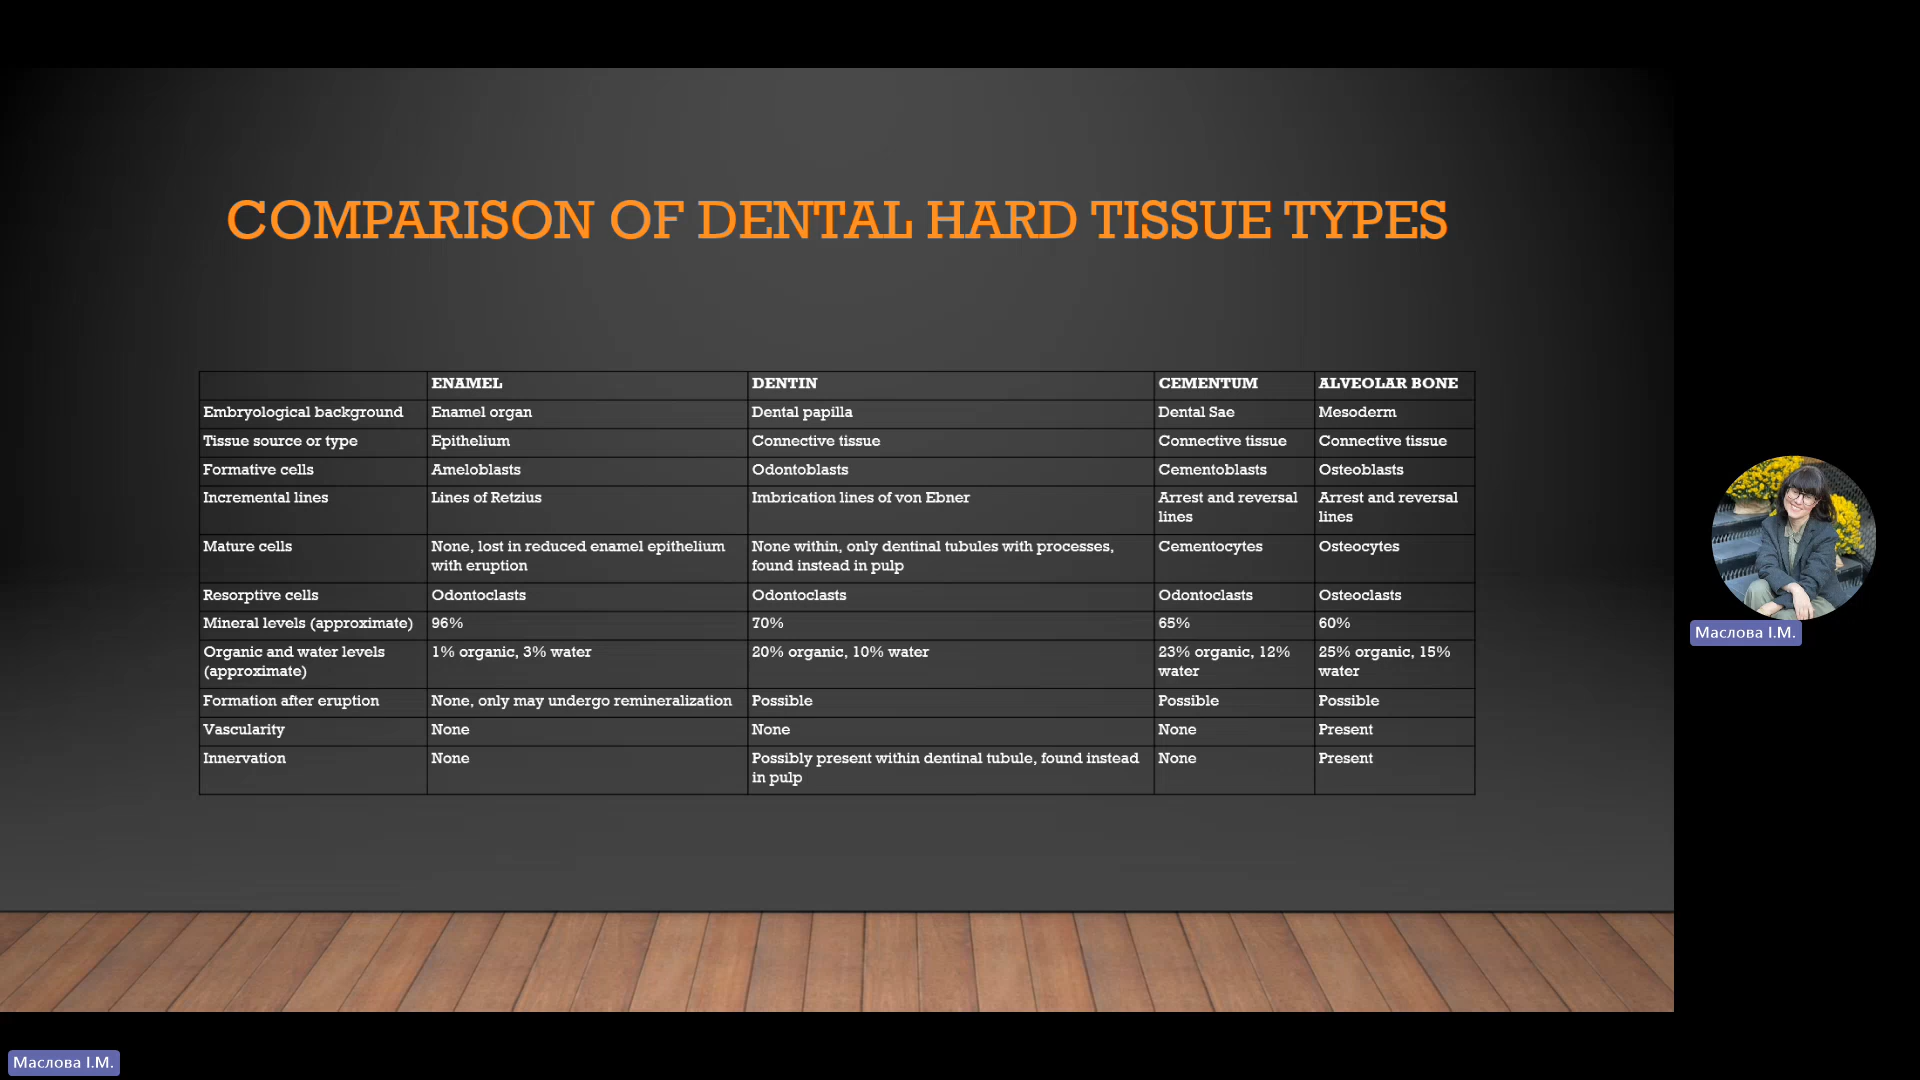 COMPARISON OF DENTAL HARD TISSUE TYPES
ENAMEL DENTIN CEMENTUM ALVEOLAR BONE
Embryological background Enamel organ Dental papilla Dental Sae Mesoderm
Tissue source or type Epithelium Connective tissue Connective tissue Connective tissue
Formative cells Ameloblasts Odontoblasts Cementoblasts Osteoblasts
Incremental lines Lines of Retzius Imbrication lines of von Ebner Arrest and reversal Arrest and reversal
lines lines
Mature cells None, lost in reduced enamel epithelium None within, only dentinal tubules with processes, Cementocytes Osteocytes
with eruption found instead in pulp
Resorptive cells Odontoclasts Odontoclasts Odontoclasts Osteoclasts
Mineral levels (approximate) 96% 70% 65% 60%
Organic and water levels 1% organic, 3% water 20% organic, 10% water 23% organic, 12% 25% organic, 15%
(approximate) water water
Formation after eruption None, only may undergo remineralization Possible Possible Possible
Vascularity None None None Present
Innervation None Possibly present within dentinal tubule, found instead None Present
in pulp
Маслова І.М.
Маслова І.М.